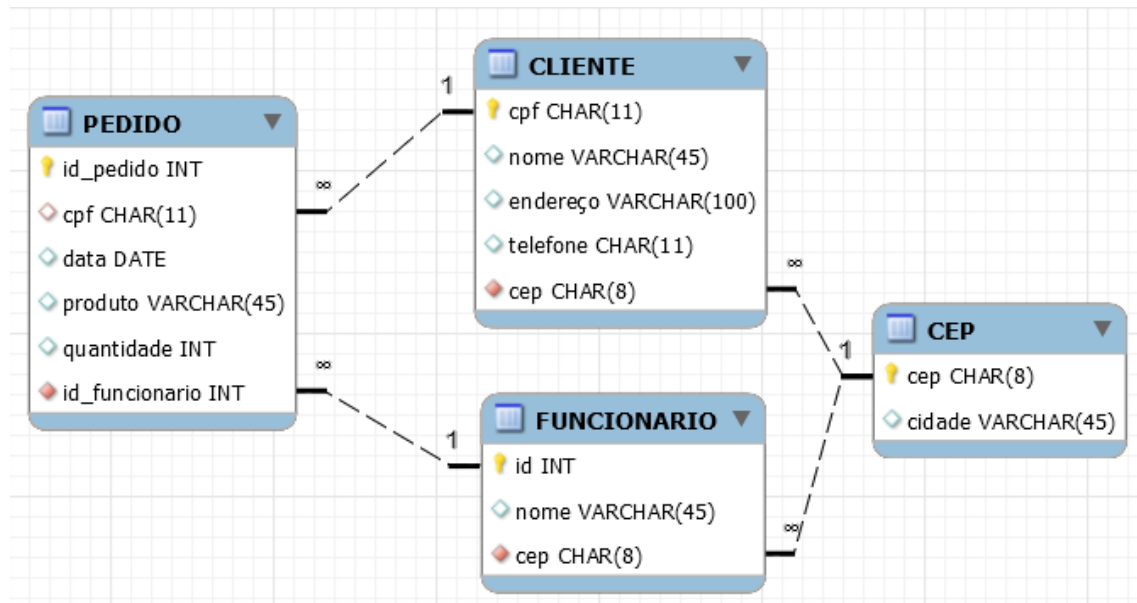 PEDIDO
id_pedido INT
cpf CHAR(11)
data DATE
produto VARCHAR(45)
quantidade INT
id_funcionario INT
∞
1
∞
1
CLIENTE
cpf CHAR(11)
nome VARCHAR(45)
endereço VARCHAR(100)
telefone CHAR(11)
cep CHAR(8)
∞
FUNCIONARIO
id INT
nome VARCHAR(45)
cep CHAR(8)
∞
1
CEP
cep CHAR(8)
cidade VARCHAR(45)